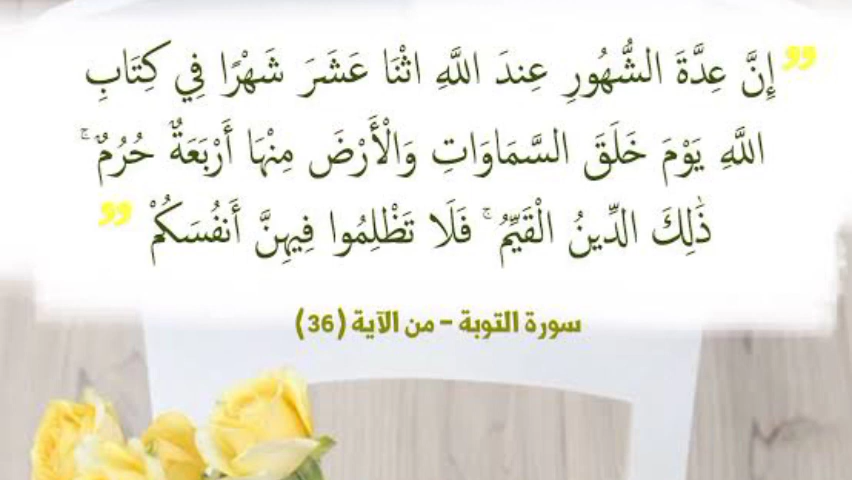 ”إِنَّ عِدَّةَ الشُّهُورِ عِندَ اللَّهِ اثْنَا عَشَرَ شَهْرًا فِي كِتَابِ
اللَّهِ يَوْمَ خَلَقَ السَّمَاوَاتِ وَالْأَرْضَ مِنْهَا أَرْبَعَةٌ حُرُمٌ ۚ
ذَٰلِكَ الدِّينُ الْقَيِّمُ ۚ فَلَا تَظْلِمُوا فِيهِنَّ أَنفُسَكُمْ”
سورة التوبة - من الآية (36)